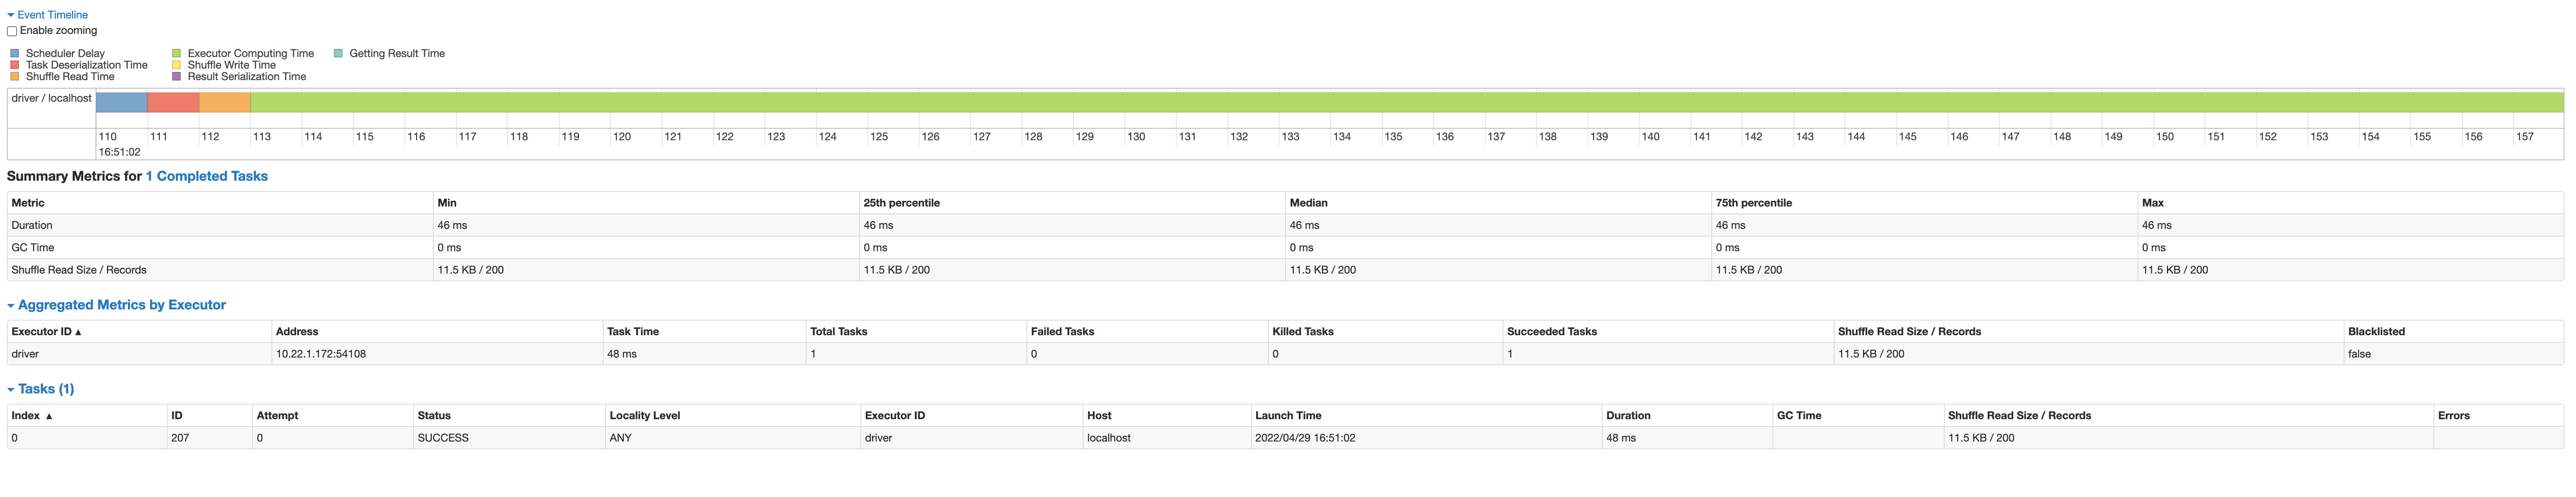 Event Timeline
Enable zooming
Scheduler Delay Executor Computing Time Getting Result Time
Task Deserialization Time Shuffle Write Time
Shuffle Read Time Result Serialization Time
driver / localhost
110 111 112 113 114 115 116 117 118 119 120 121 122 123 124 125 126 127 128 129 130 131 132 133 134 135 136 137 138 139 140 141 142 143 144 145 146 147 148 149 150 151 152 153 154 155 156 157
16:51:02
Summary Metrics for 1 Completed Tasks
Metric Min 25th percentile Median 75th percentile Max
Duration 46 ms 46 ms 46 ms 46 ms 46 ms
GC Time 0 ms 0 ms 0 ms 0 ms 0 ms
Shuffle Read Size / Records 11.5 KB / 200 11.5 KB / 200 11.5 KB / 200 11.5 KB / 200 11.5 KB / 200
Aggregated Metrics by Executor
Executor ID ▲ Address Task Time Total Tasks Failed Tasks Killed Tasks Succeeded Tasks Shuffle Read Size / Records Blacklisted
driver 10.22.1.172:54108 48 ms 1 0 0 1 11.5 KB / 200 false
Tasks (1)
Index ▲ ID Attempt Status Locality Level Executor ID Host Launch Time Duration GC Time Shuffle Read Size / Records Errors
0 207 0 SUCCESS ANY driver localhost 2022/04/29 16:51:02 48 ms 11.5 KB / 200